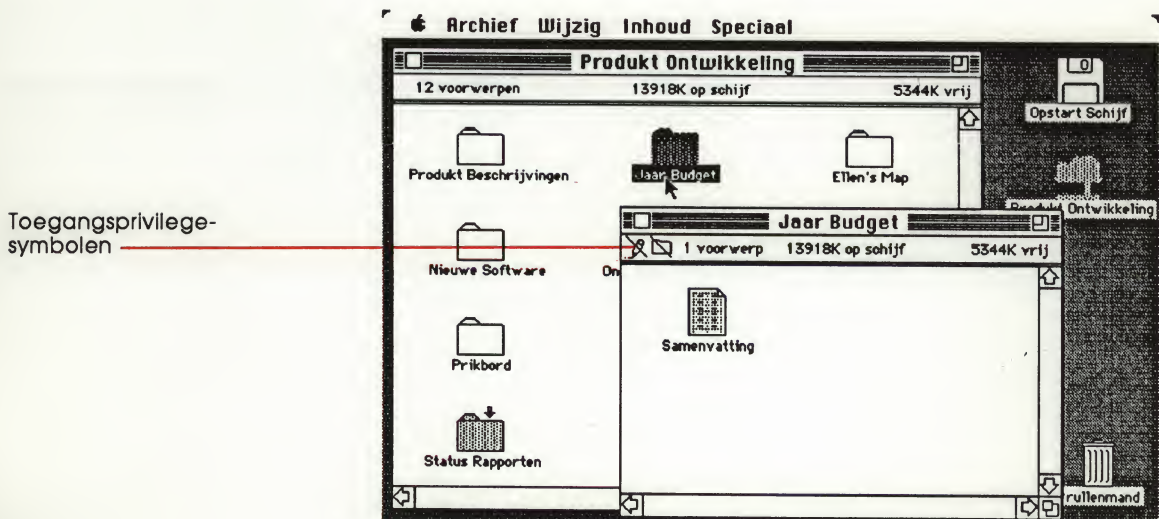 Archief Wijzig Inhoud Speciaal
Produkt Ontwikkeling
12 voorwerpen 13918K op schijf 5344K vrij
Opstart Schijf
Produkt Beschrijvingen Jaar Budget Ellen's Map
Produkt Ontwikkeling
Toegangsprivilege-
symbolen
Jaar Budget
1 voorwerp 13918K op schijf 5344K vrij
Nieuwe Software On
Samenvatting
Prikbord
Status Rapporten
rullenmand